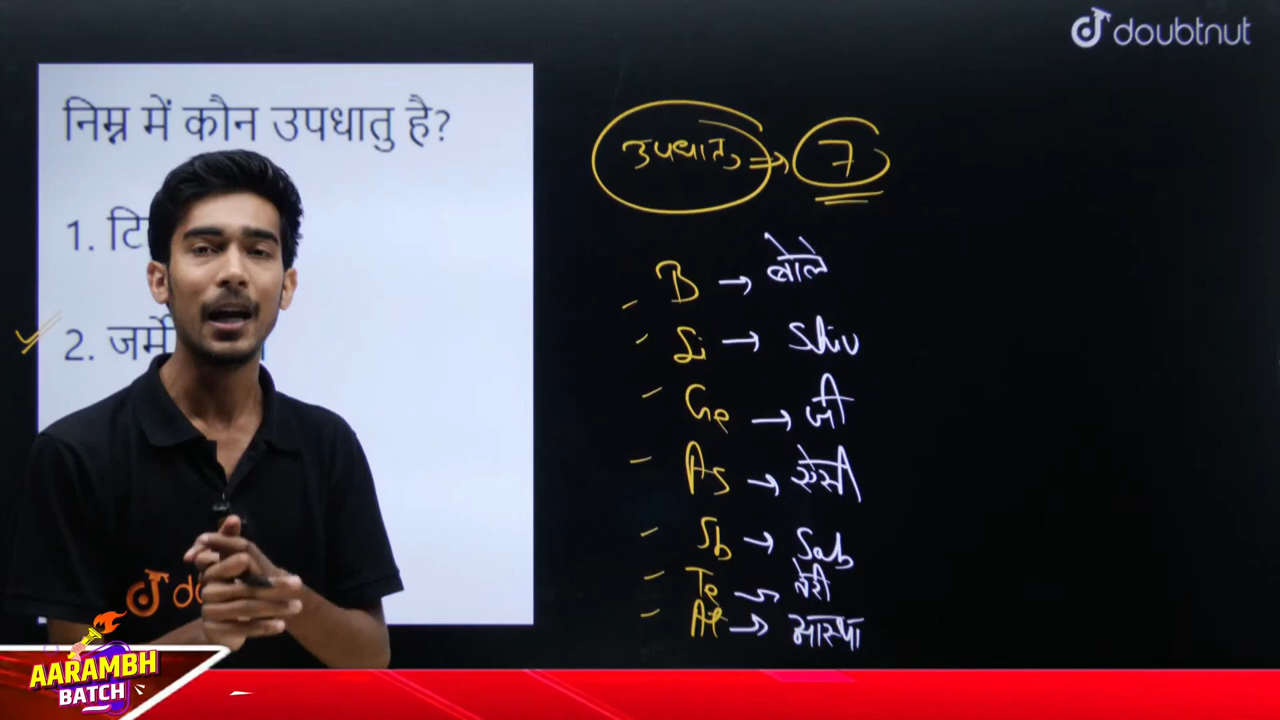 doubtnut
निम्न में कौन उपधातु है?
1. टि
2. जर्मे
उपधातु ⇒ 7
B → बोले
Si → Shiv
Ge → जी
As → ऐसी
Sb → Sab
Te → तेरी
At → आस्था
AARAMBH
BATCH